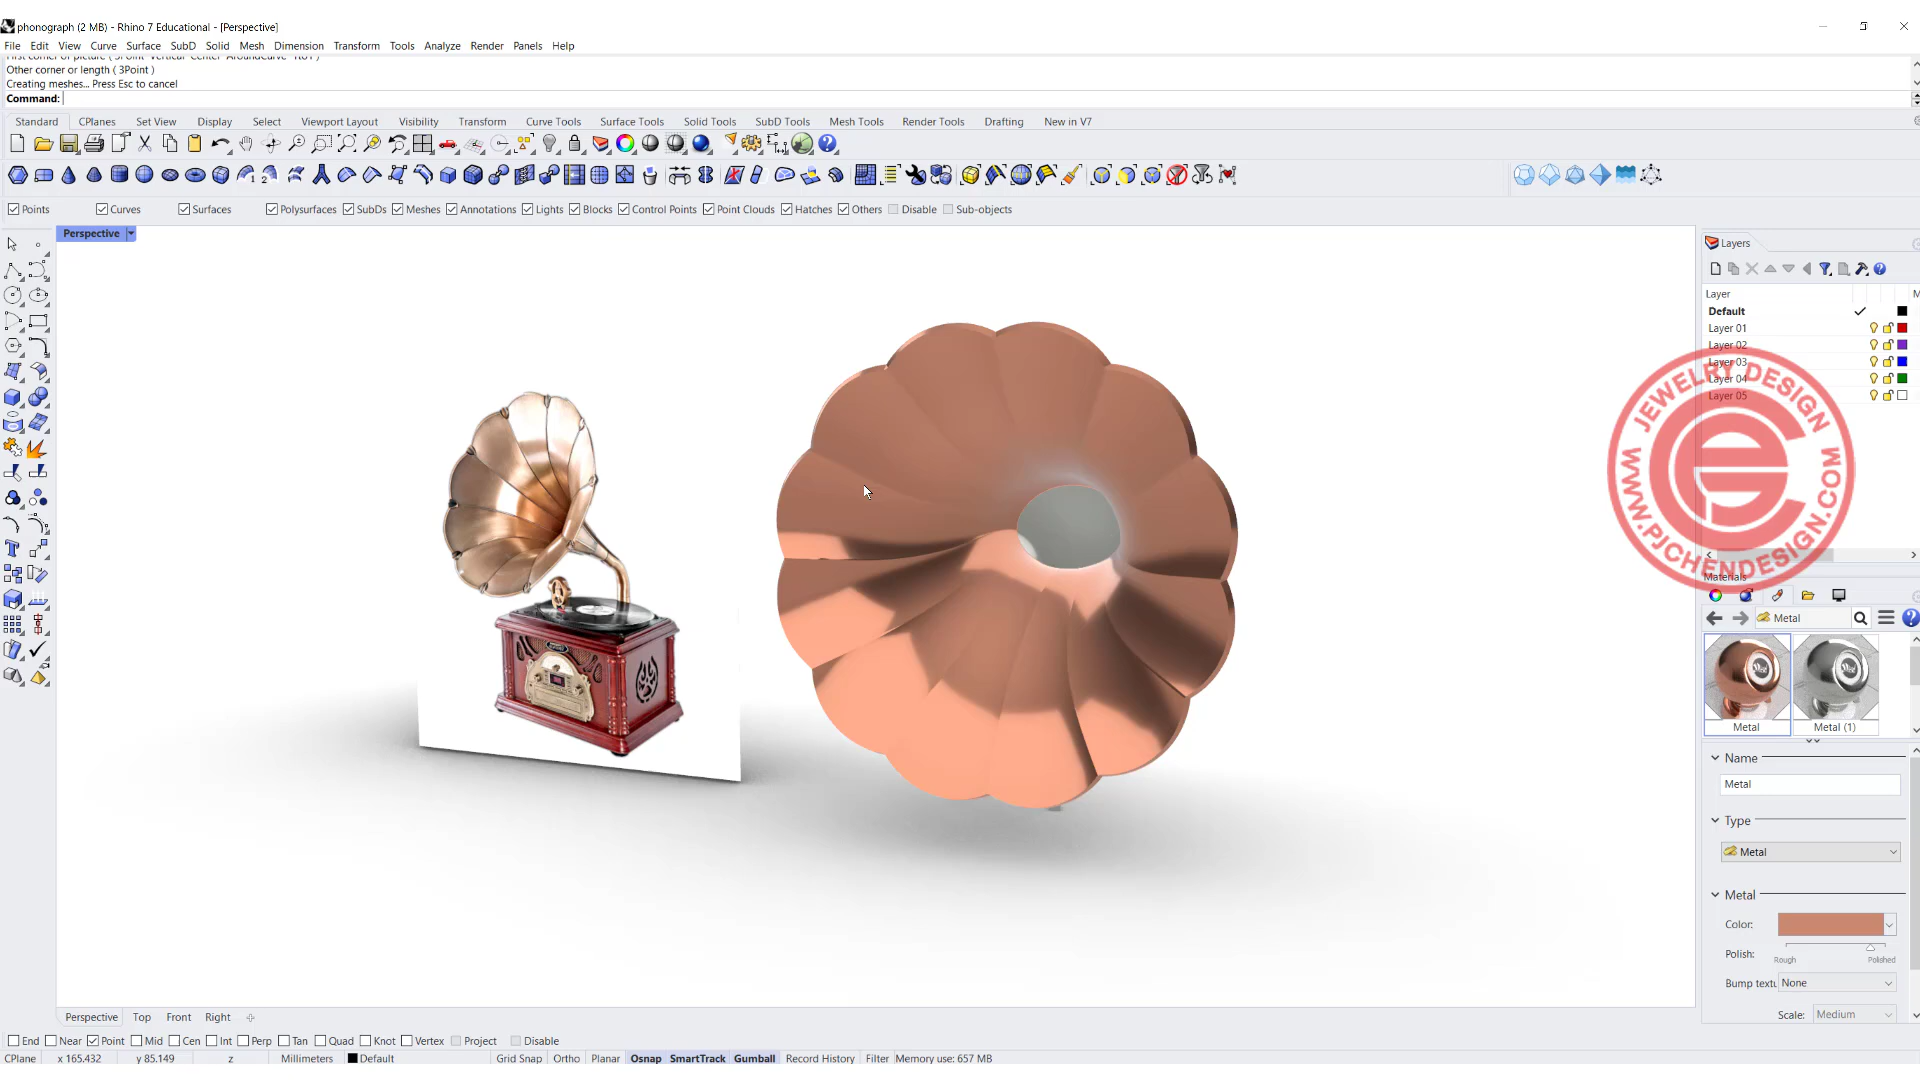 phonograph (2 MB) - Rhino 7 Educational - [Perspective]
File Edit View Curve Surface SubD Solid Mesh Dimension Transform Tools Analyze Render Panels Help
Other corner or length ( 3Point )
Creating meshes... Press Esc to cancel
Command:
Standard CPlanes Set View Display Select Viewport Layout Visibility Transform Curve Tools Surface Tools Solid Tools SubD Tools Mesh Tools Render Tools Drafting New in V7
Points Curves Surfaces Polysurfaces SubDs Meshes Annotations Lights Blocks Control Points Point Clouds Hatches Others Disable Sub-objects
Perspective
Layers
Layer M
Default
Layer 01
Layer 02
Layer 03
Layer 04
Layer 05
JEWELRY DESIGN
WWW.PJCHENDESIGN.COM
Materials
Metal
Metal Metal (1)
Name
Metal
Type
Metal
Metal
Color:
Polish:
Rough Polished
Bump textu None
Scale: Medium
Perspective Top Front Right
End Near Point Mid Cen Int Perp Tan Quad Knot Vertex Project Disable
CPlane x 165.432 y 85.149 z Millimeters Default Grid Snap Ortho Planar Osnap SmartTrack Gumball Record History Filter Memory use: 657 MB